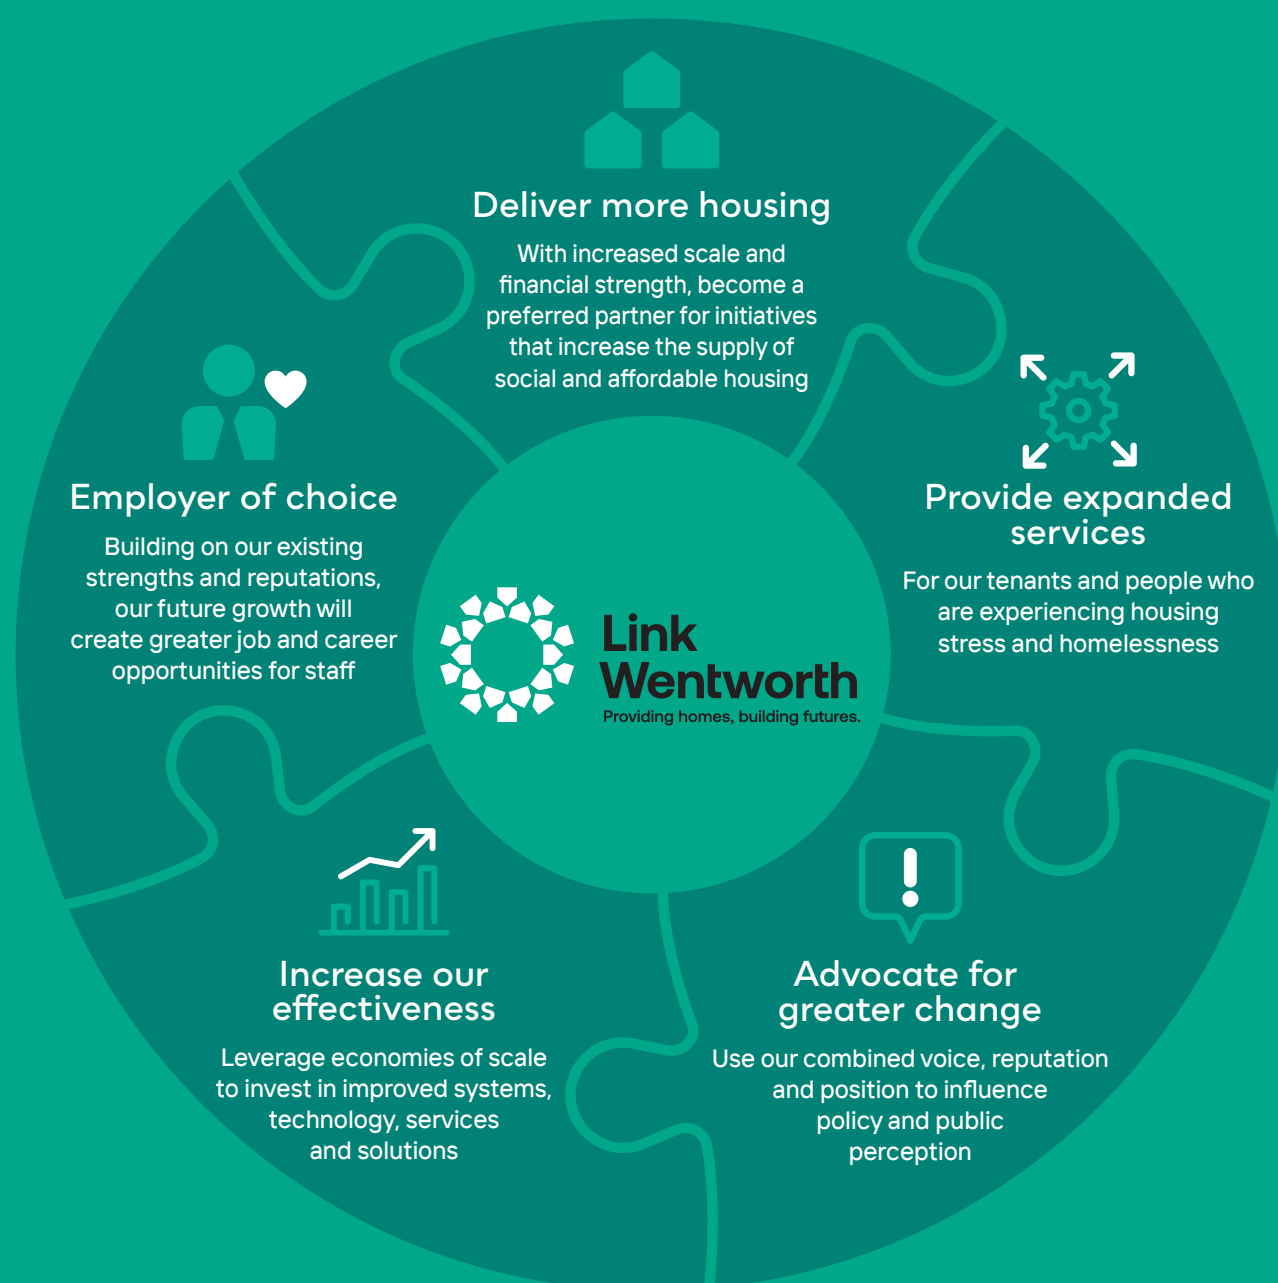 Deliver more housing
With increased scale and
financial strength, become a
preferred partner for initiatives
that increase the supply of
social and affordable housing
Provide expanded
services
For our tenants and people who
are experiencing housing
stress and homelessness
Advocate for
greater change
Use our combined voice, reputation
and position to influence
policy and public
perception
Increase our
effectiveness
Leverage economies of scale
to invest in improved systems,
technology, services
and solutions
Employer of choice
Building on our existing
strengths and reputations,
our future growth will
create greater job and career
opportunities for staff
Link
Wentworth
Providing homes, building futures.